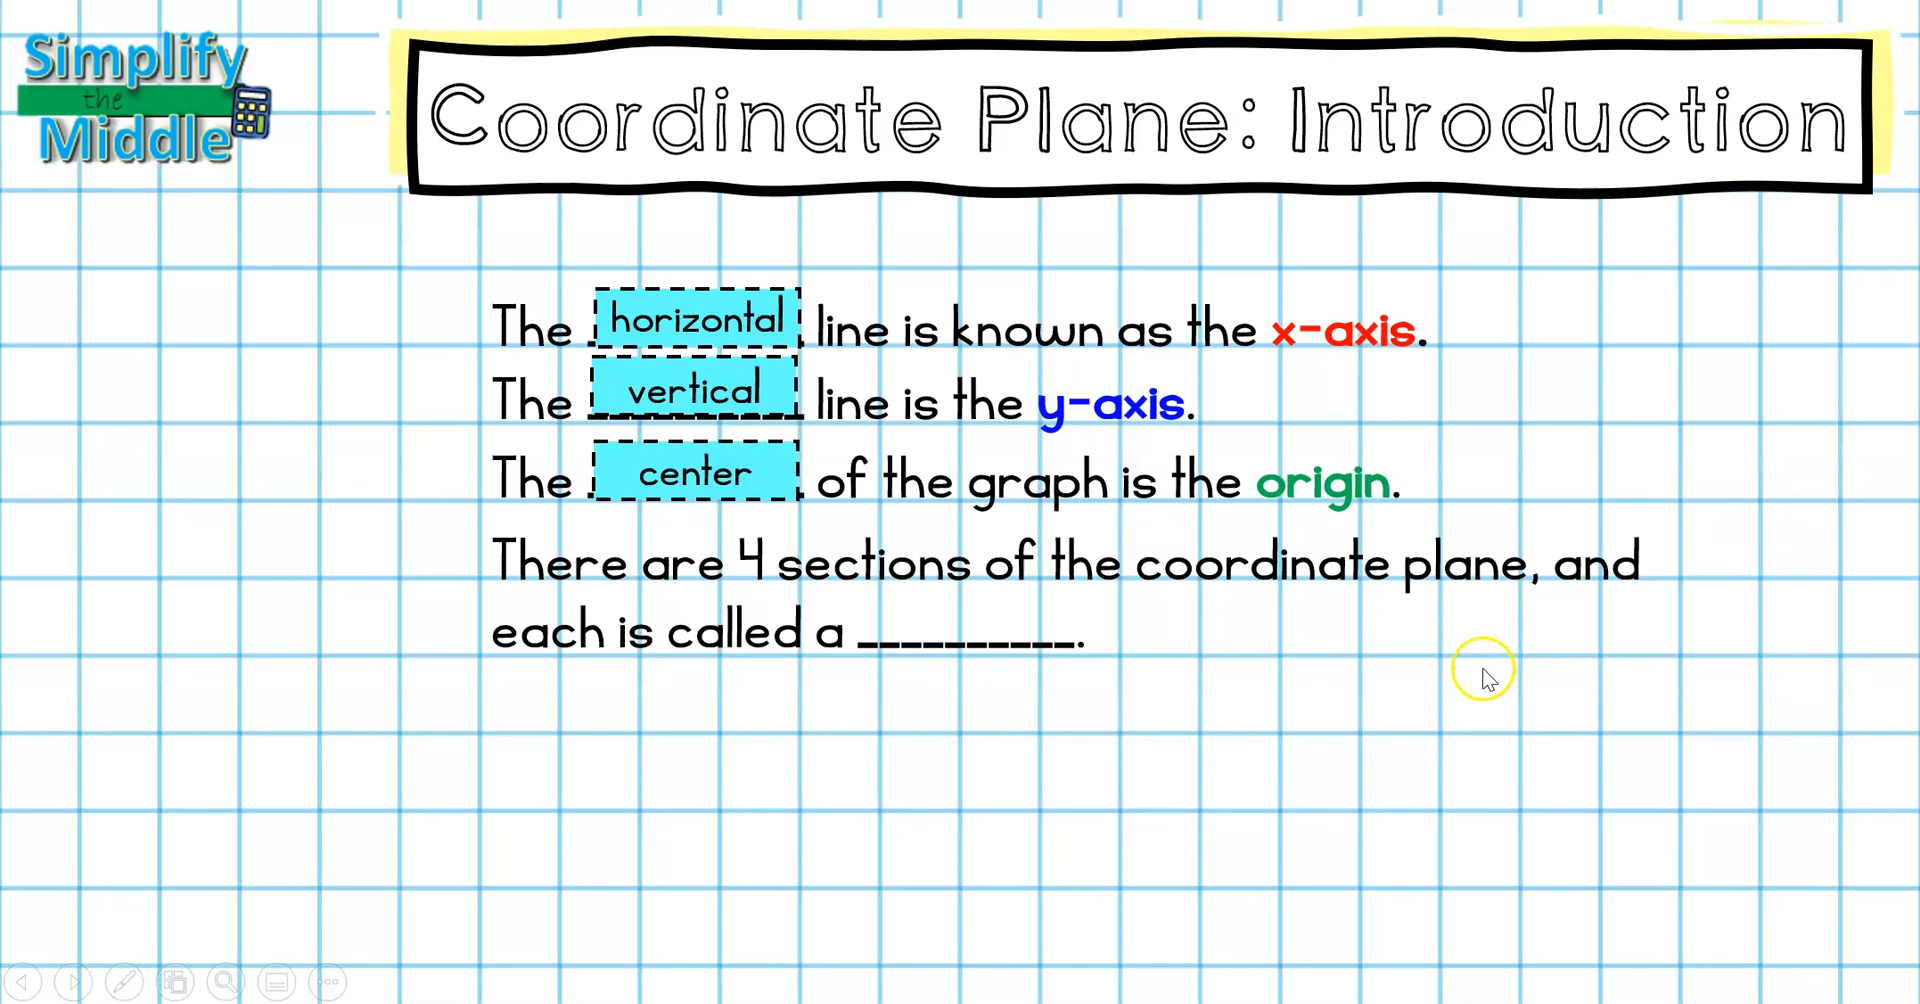 Simplify
the
Middle
Coordinate Plane: Introduction
The horizontal line is known as the x-axis.
The vertical line is the y-axis.
The center of the graph is the origin.
There are 4 sections of the coordinate plane, and
each is called a __________.